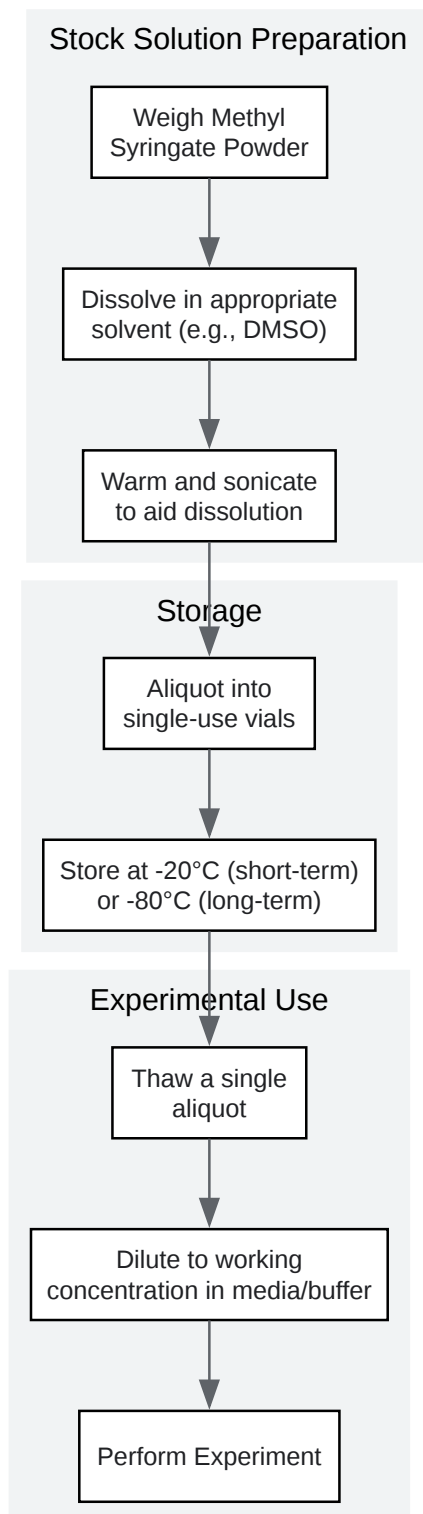 Stock Solution Preparation
Weigh Methyl
Syringate Powder
Dissolve in appropriate
solvent (e.g., DMSO)
Warm and sonicate
to aid dissolution
Storage
Aliquot into
single-use vials
Store at -20°C (short-term)
or -80°C (long-term)
Experimental Use
Thaw a single
aliquot
Dilute to working
concentration in media/buffer
Perform Experiment